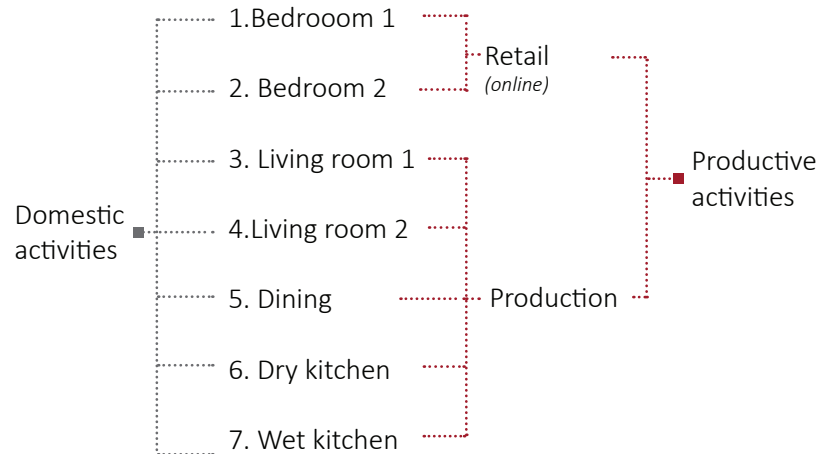 Domestic
activities
1.Bedrooom 1
2. Bedroom 2
3. Living room 1
4.Living room 2
5. Dining
6. Dry kitchen
7. Wet kitchen
Retail
(online)
Production
Productive
activities